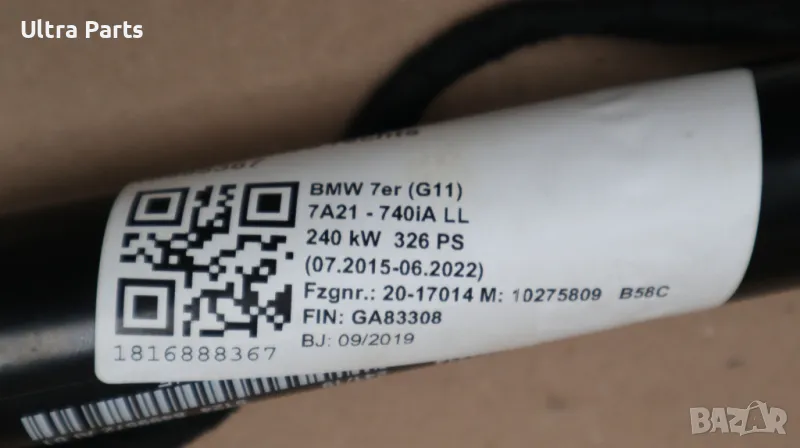 Ultra Parts
BMW 7er (G11)
7A21 - 740iA LL
240 kW 326 PS
(07.2015-06.2022)
Fzgnr.: 20-17014 M: 10275809 B58C
FIN: GA83308
BJ: 09/2019
1816888367
BAZAR